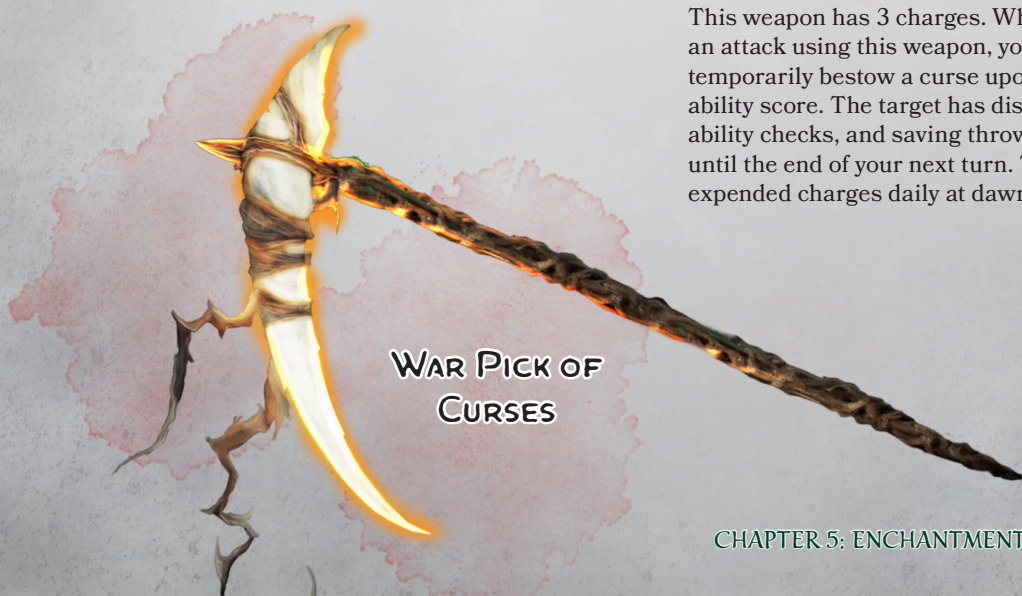 This weapon has 3 charges. Wh
an attack using this weapon, yo
temporarily bestow a curse upo
ability score. The target has dis
ability checks, and saving throw
until the end of your next turn. T
expended charges daily at dawn
War Pick of
Curses
CHAPTER 5: ENCHANTMENT